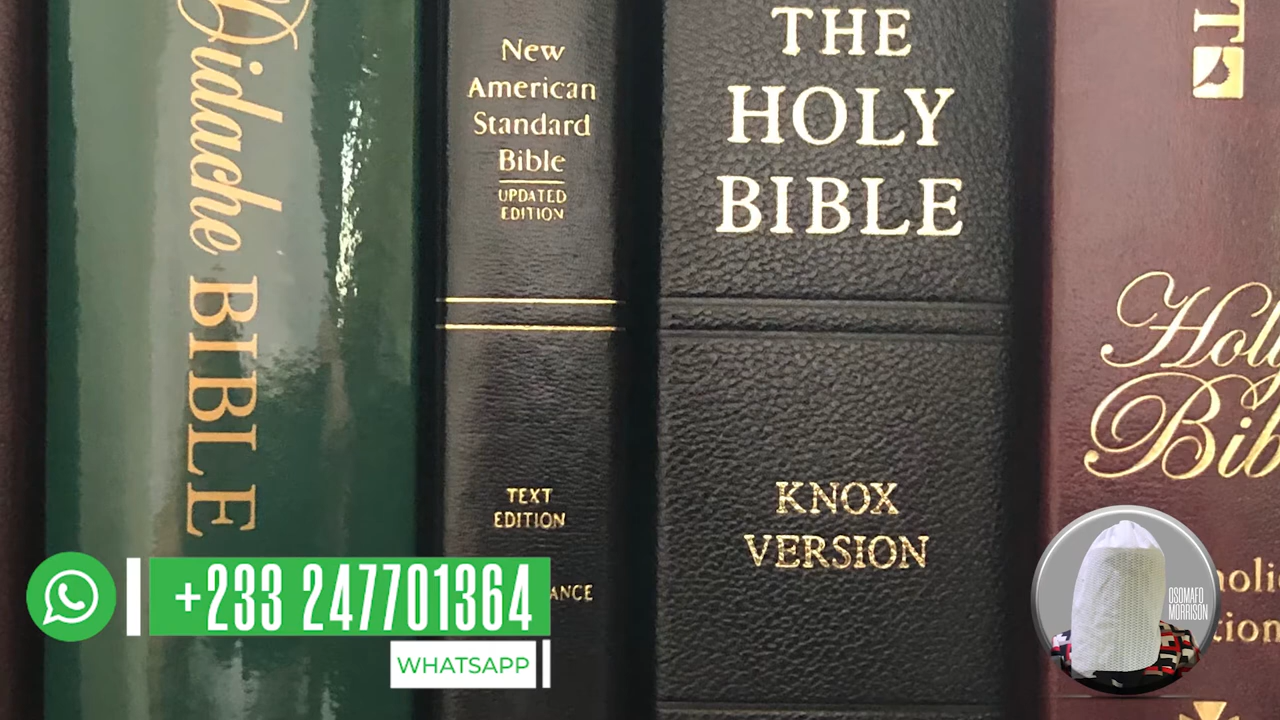 Didache BIBLE
New
American
Standard
Bible
UPDATED
EDITION
TEXT
EDITION
THE
HOLY
BIBLE
KNOX
VERSION
Holy
+233 247701364
WHATSAPP
OSOMAFO
MORRISON